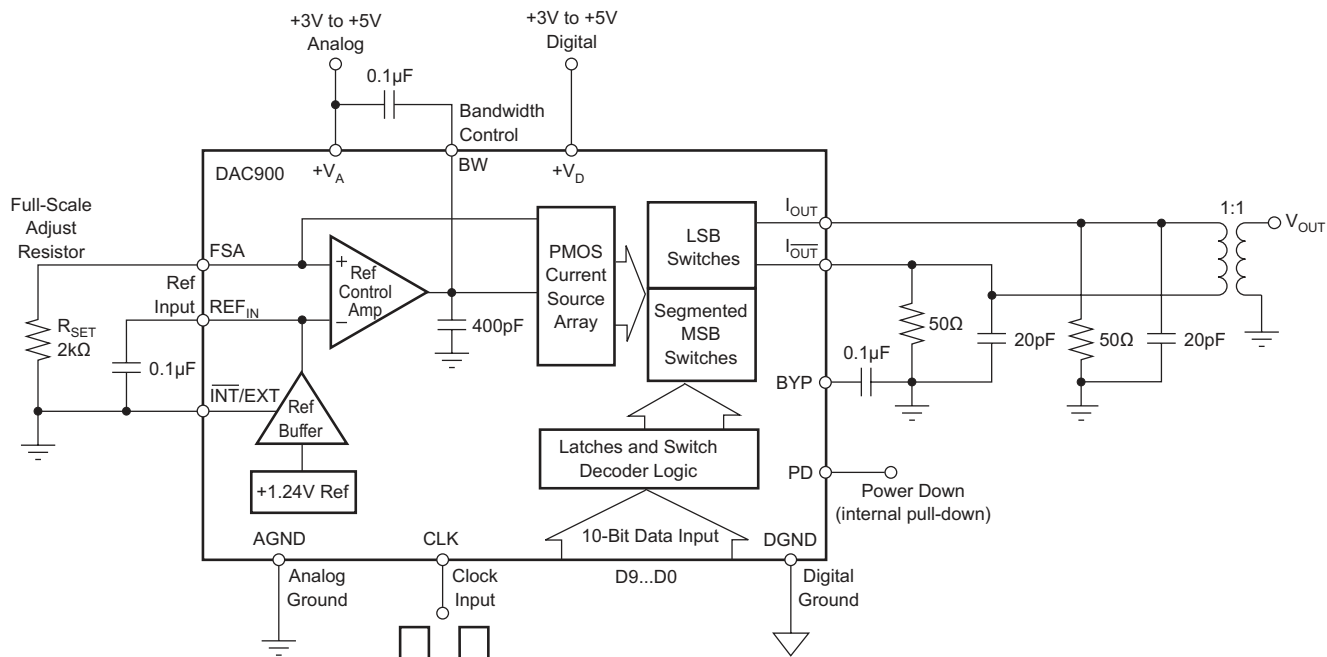 +3V to +5V
Analog
+3V to +5V
Digital
0.1µF
Bandwidth
Control
DAC900
+V_A
BW
+V_D
Full-Scale
Adjust
Resistor
FSA
Ref
Input
REF_IN
R_SET
2kΩ
0.1µF
I̅N̅T̅/EXT
+
Ref
Control
Amp
–
400pF
PMOS
Current
Source
Array
LSB
Switches
Segmented
MSB
Switches
I_OUT
I_O̅U̅T̅
1:1
V_OUT
50Ω
20pF
50Ω
20pF
0.1µF
BYP
Ref
Buffer
+1.24V Ref
Latches and Switch
Decoder Logic
PD
Power Down
(internal pull-down)
10-Bit Data Input
AGND
CLK
DGND
Analog
Ground
Clock
Input
D9...D0
Digital
Ground